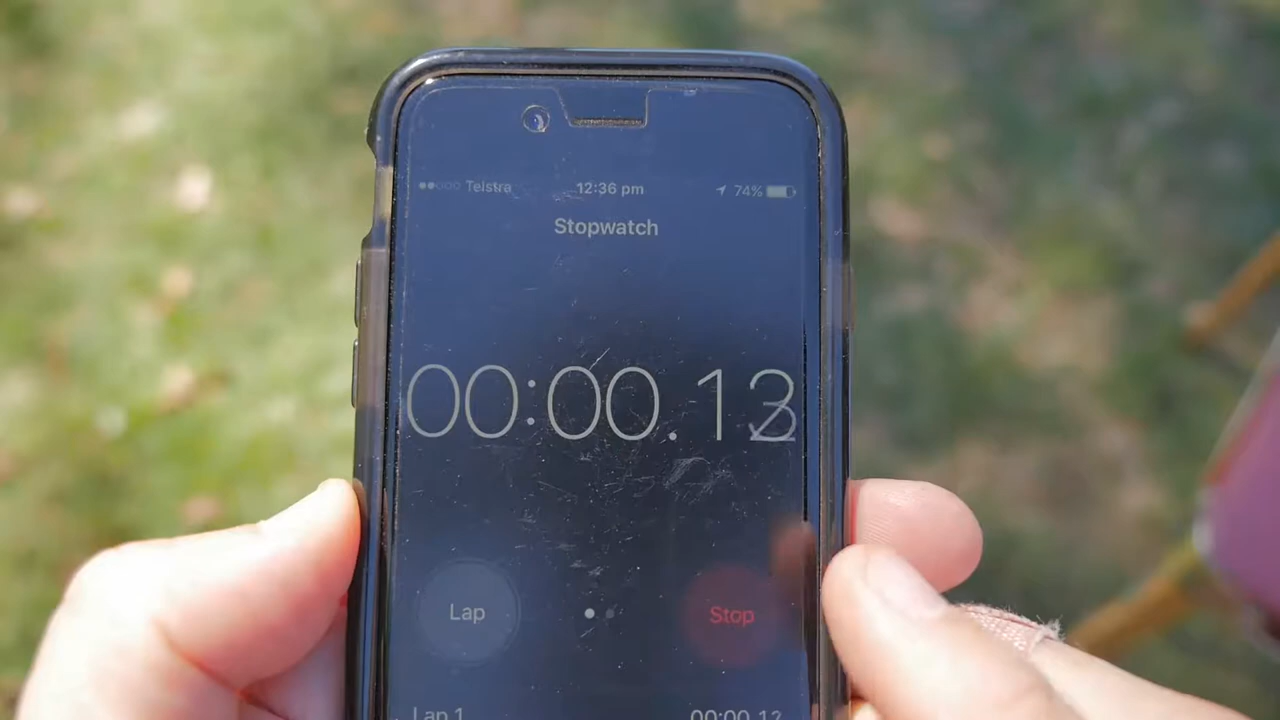 Telstra 12:36 pm 74%
Stopwatch
00:00.13
Lap Stop
Lap 1 00:00.12